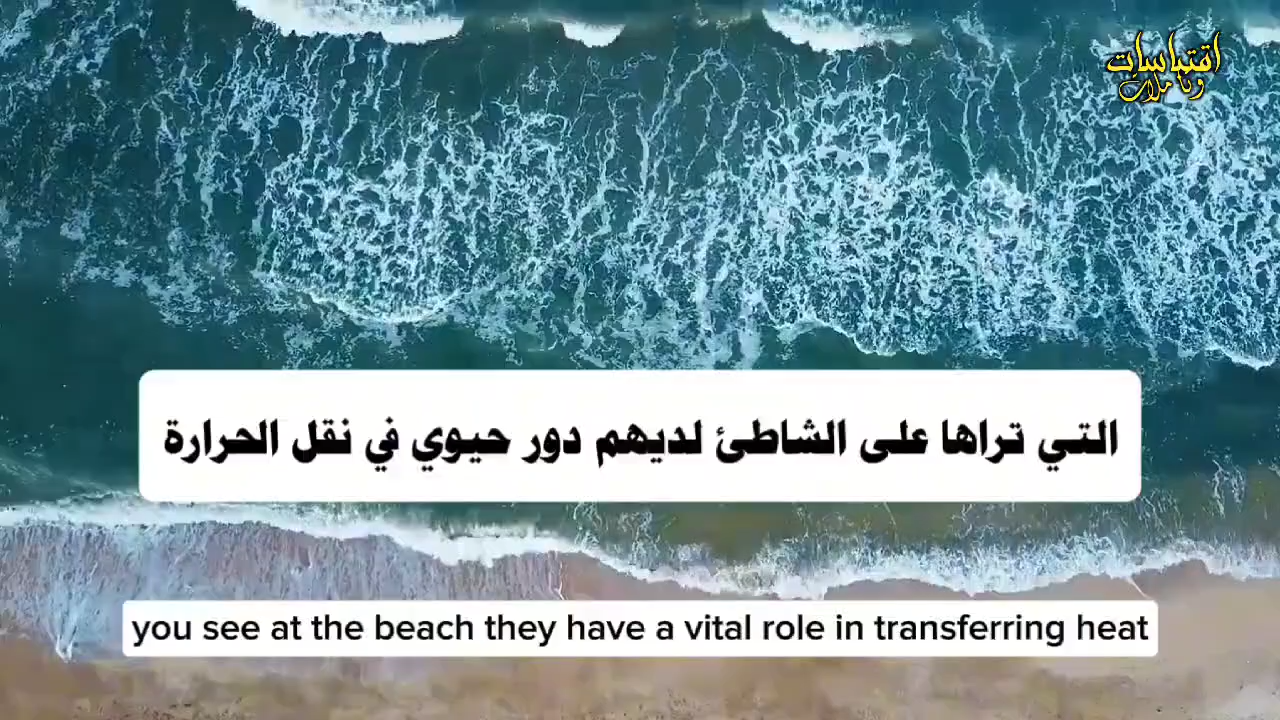 اقتباسات
وتأملات
التي تراها على الشاطئ لديهم دور حيوي في نقل الحرارة
you see at the beach they have a vital role in transferring heat